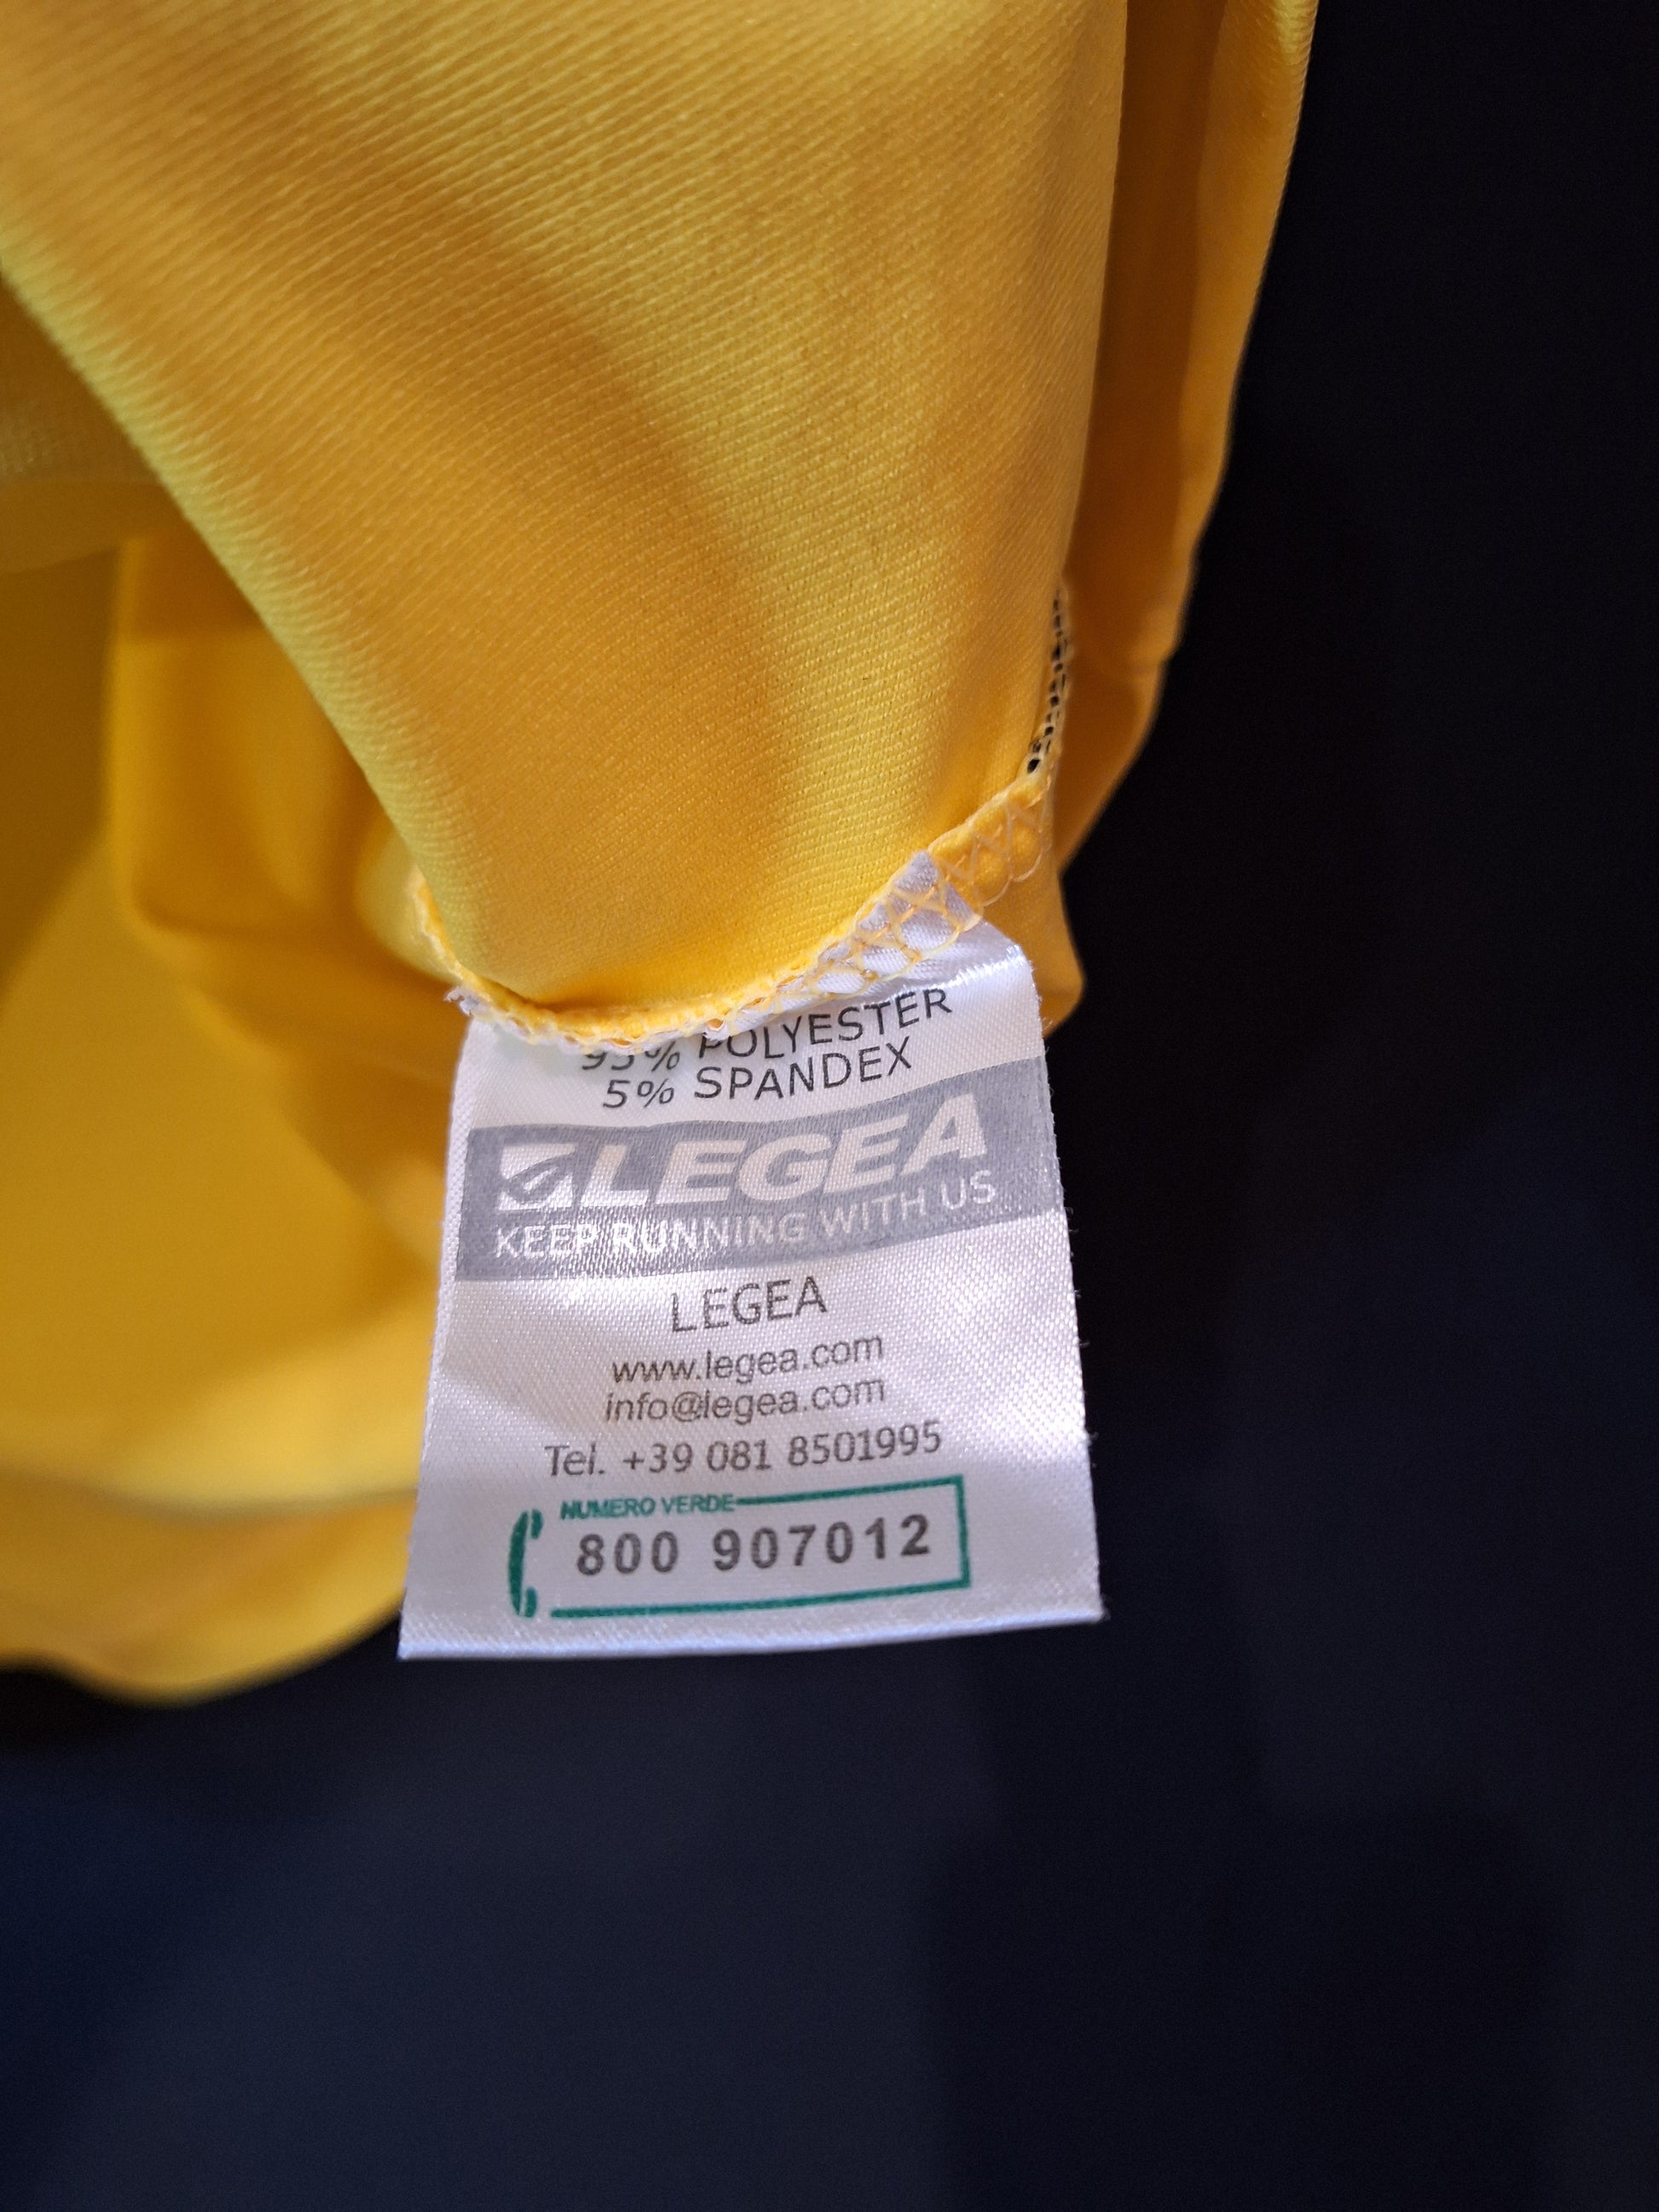 95% POLYESTER
5% SPANDEX
LEGEA
KEEP RUNNING WITH US
LEGEA
www.legea.com
info@legea.com
Tel. +39 081 8501995
NUMERO VERDE
800 907012